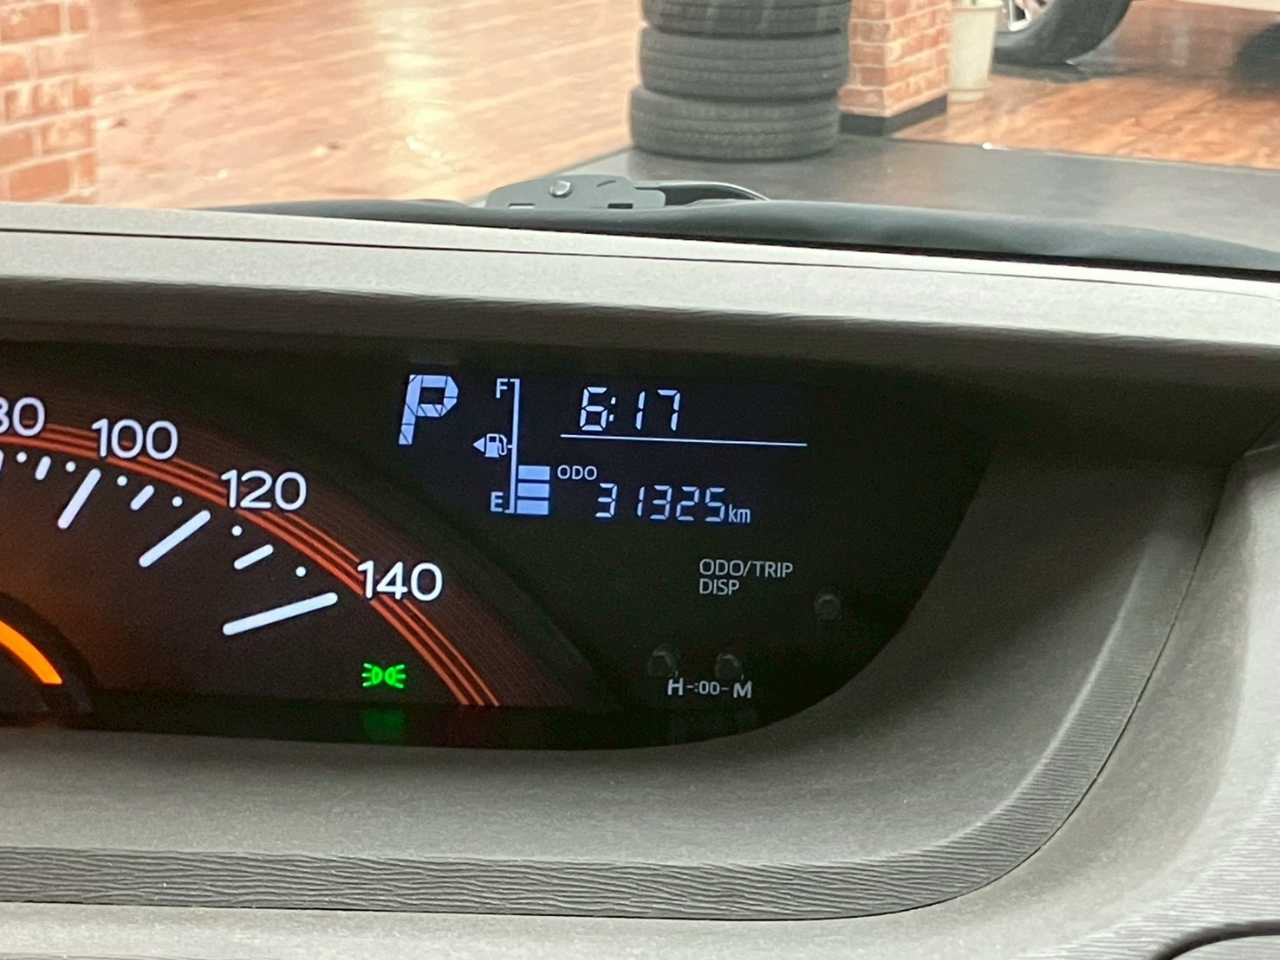 P
F
6:17
E
ODO
31325km
80
100
120
140
ODO/TRIP
DISP
H-:00-M